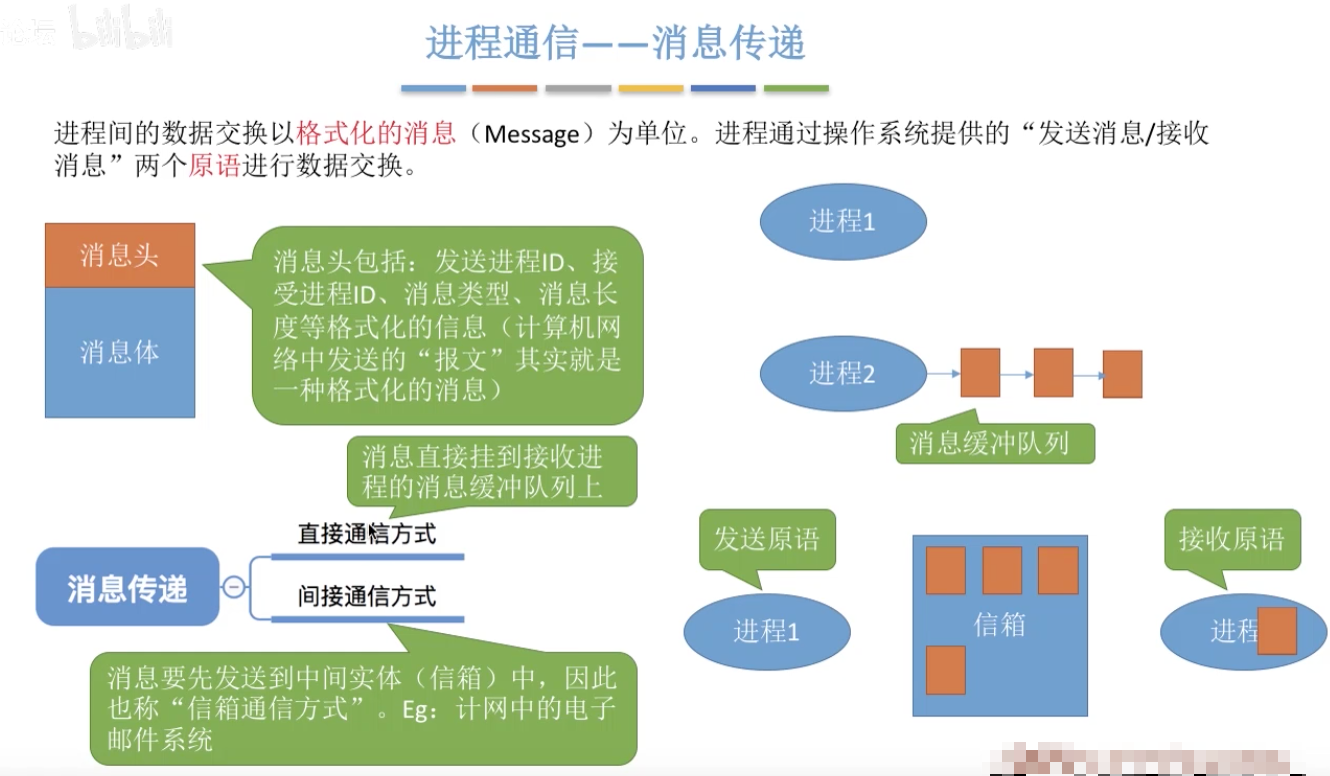 bilibili
进程通信——消息传递
进程间的数据交换以格式化的消息（Message）为单位。进程通过操作系统提供的“发送消息/接收
消息”两个原语进行数据交换。
消息头
消息体
消息头包括：发送进程ID、接
受进程ID、消息类型、消息长
度等格式化的信息（计算机网
络中发送的“报文”其实就是
一种格式化的消息）
进程1
进程2
消息缓冲队列
消息直接挂到接收进
程的消息缓冲队列上
消息传递
直接通信方式
间接通信方式
消息要先发送到中间实体（信箱）中，因此
也称“信箱通信方式”。Eg：计网中的电子
邮件系统
发送原语
进程1
信箱
接收原语
进程